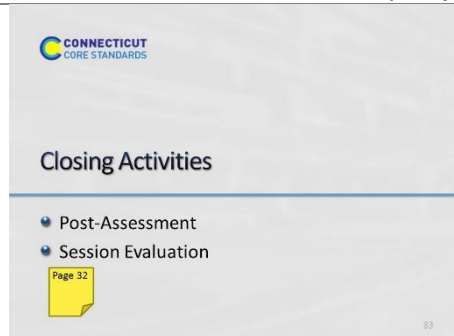 CONNECTICUT
CORE STANDARDS
Closing Activities
Post-Assessment
Session Evaluation
Page 32
83